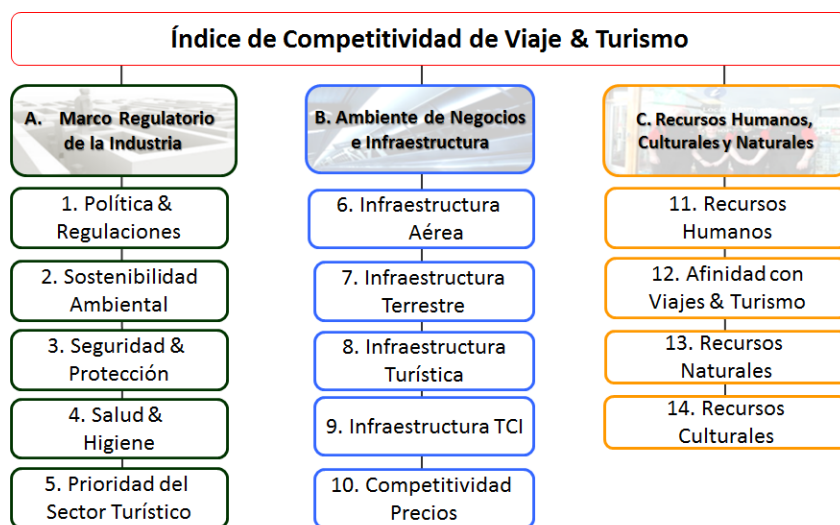 Índice de Competitividad de Viaje & Turismo
A. Marco Regulatorio
de la Industria
1. Política &
Regulaciones
2. Sostenibilidad
Ambiental
3. Seguridad &
Protección
4. Salud &
Higiene
5. Prioridad del
Sector Turístico
B. Ambiente de Negocios
e Infraestructura
6. Infraestructura
Aérea
7. Infraestructura
Terrestre
8. Infraestructura
Turística
9. Infraestructura TCI
10. Competitividad
Precios
C. Recursos Humanos,
Culturales y Naturales
11. Recursos
Humanos
12. Afinidad con
Viajes & Turismo
13. Recursos
Naturales
14. Recursos
Culturales